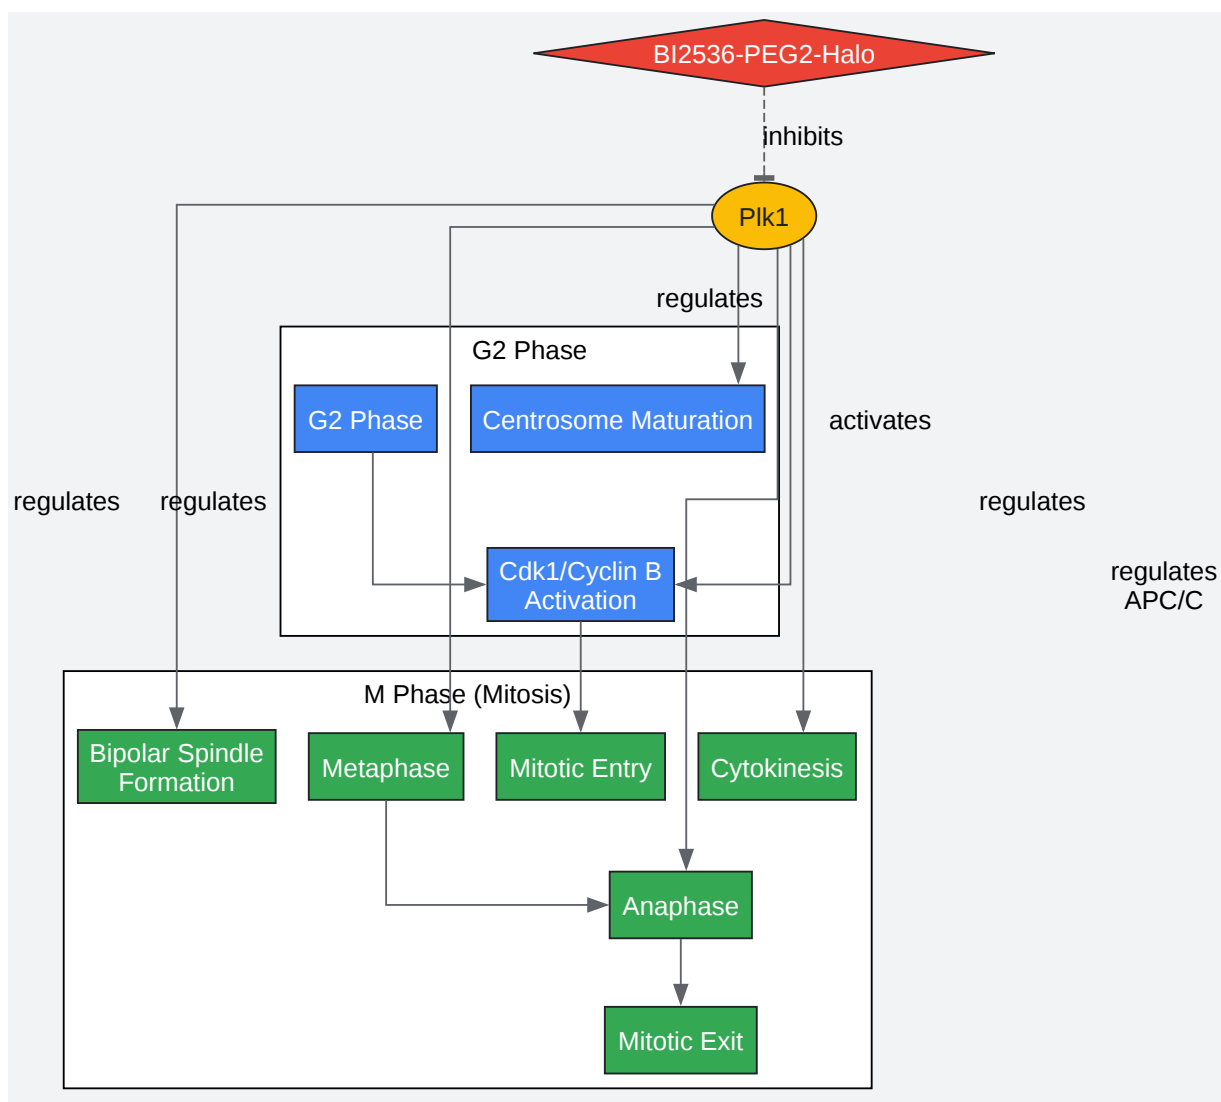 BI2536-PEG2-Halo
inhibits
Plk1
regulates
G2 Phase
G2 Phase
Centrosome Maturation
activates
regulates
regulates
regulates
Cdk1/Cyclin B
Activation
regulates
APC/C
M Phase (Mitosis)
Bipolar Spindle
Formation
Metaphase
Mitotic Entry
Cytokinesis
Anaphase
Mitotic Exit